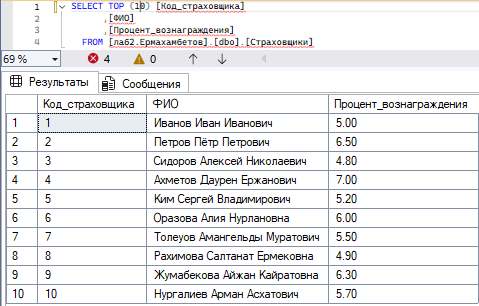 1 SELECT TOP (10) [Код_страховщика]
2 ,[ФИО]
3 ,[Процент_вознаграждения]
4 FROM [лаб2.Ермахамбетов].[dbo].[Страховщики]
69 % 4 0
Результаты Сообщения
Код_страховщика ФИО Процент_вознаграждения
1 1 Иванов Иван Иванович 5.00
2 2 Петров Пётр Петрович 6.50
3 3 Сидоров Алексей Николаевич 4.80
4 4 Ахметов Даурен Ержанович 7.00
5 5 Ким Сергей Владимирович 5.20
6 6 Оразова Алия Нурлановна 6.00
7 7 Толеуов Амангельды Муратович 5.50
8 8 Рахимова Салтанат Ермековна 4.90
9 9 Жумабекова Айжан Кайратовна 6.30
10 10 Нургалиев Арман Асхатович 5.70